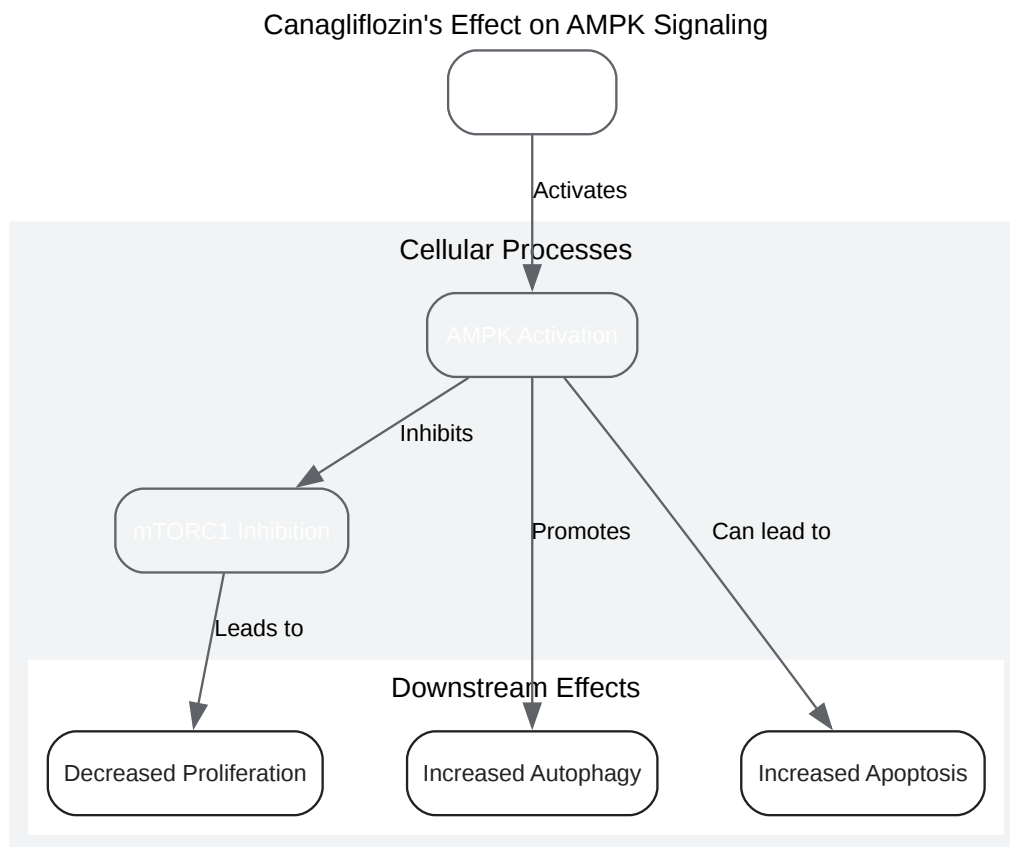 Canagliflozin's Effect on AMPK Signaling
Activates
Cellular Processes
AMPK Activation
Inhibits
mTORC1 Inhibition
Promotes
Can lead to
Leads to
Downstream Effects
Decreased Proliferation
Increased Autophagy
Increased Apoptosis